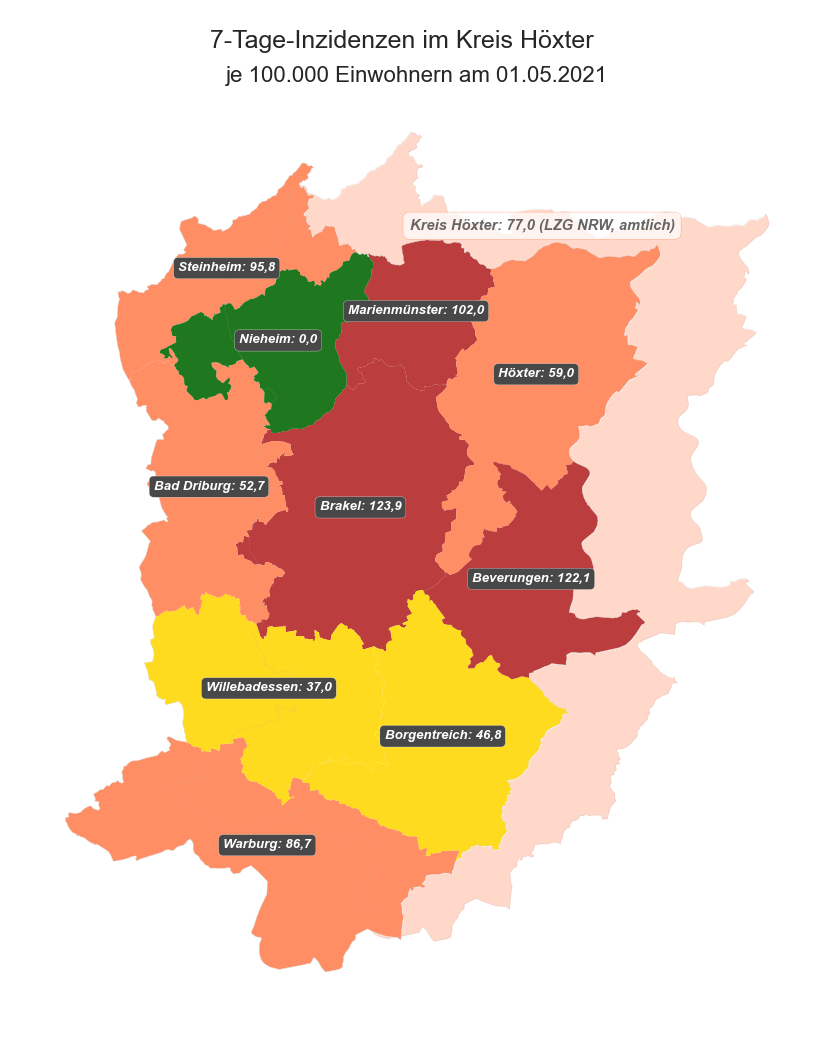 7-Tage-Inzidenzen im Kreis Höxter
je 100.000 Einwohnern am 01.05.2021
Kreis Höxter: 77,0 (LZG NRW, amtlich)
Steinheim: 95,8
Marienmünster: 102,0
Nieheim: 0,0
Höxter: 59,0
Bad Driburg: 52,7
Brakel: 123,9
Beverungen: 122,1
Willebadessen: 37,0
Borgentreich: 46,8
Warburg: 86,7